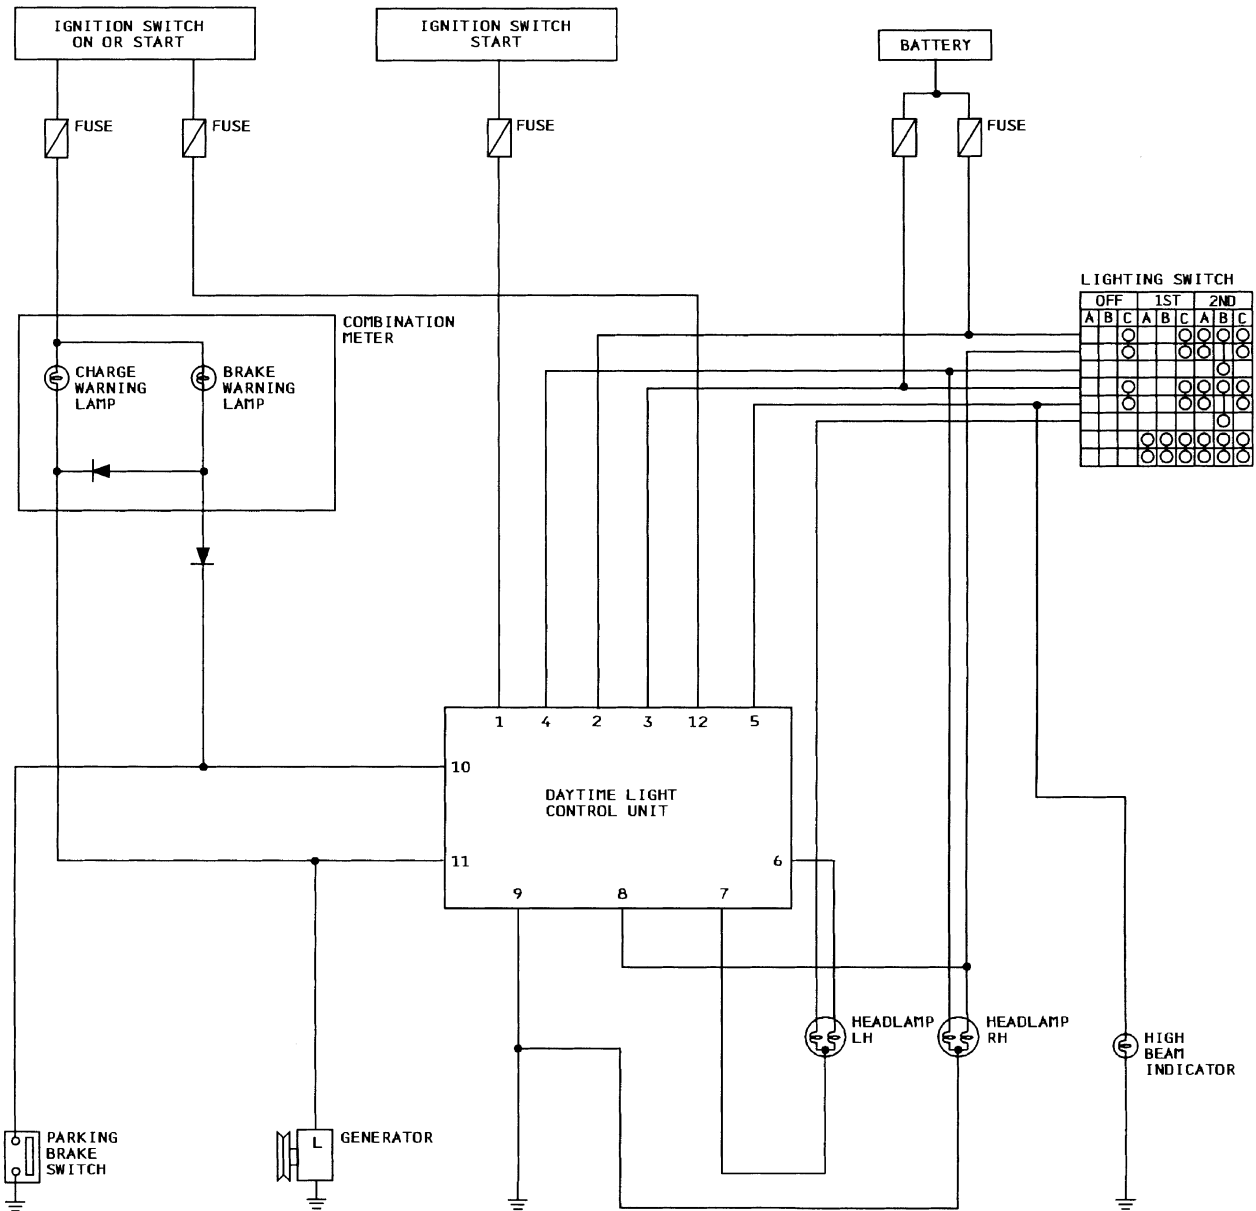 IGNITION SWITCH
ON OR START
IGNITION SWITCH
START
BATTERY
FUSE
FUSE
FUSE
FUSE
LIGHTING SWITCH
OFF 1ST 2ND
A B C A B C A B C
COMBINATION
METER
CHARGE
WARNING
LAMP
BRAKE
WARNING
LAMP
1 4 2 3 12 5
10
DAYTIME LIGHT
CONTROL UNIT
11
6
9 8 7
HEADLAMP
LH
HEADLAMP
RH
HIGH
BEAM
INDICATOR
PARKING
BRAKE
SWITCH
L
GENERATOR